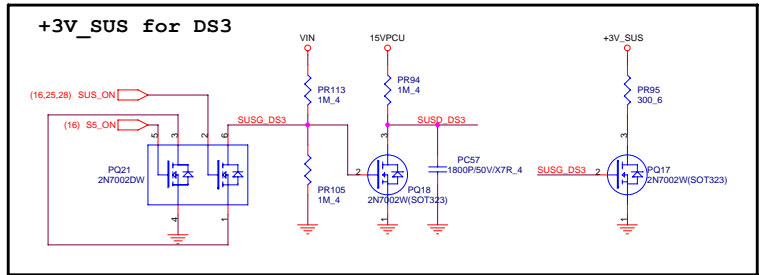 +3V_SUS for DS3
VIN
15VPCU
+3V_SUS
PR113
1M_4
PR94
1M_4
PR95
300_6
(16,25,28) SUS_ON
(16) S5_ON
5
3
2
6
SUSG_DS3
SUSD_DS3
3
3
PQ21
2N7002DW
2
PC57
1800P/50V/X7R_4
SUSG_DS3
2
PQ17
2N7002W(SOT323)
PR105
1M_4
PQ18
2N7002W(SOT323)
4
1
1
1